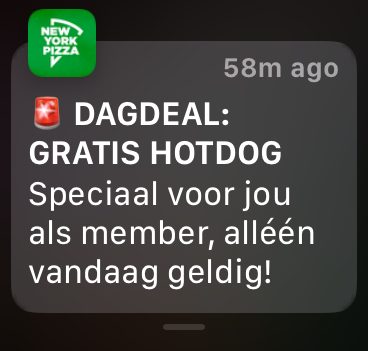 NEW
YORK
PIZZA
58m ago
🚨 DAGDEAL:
GRATIS HOTDOG
Speciaal voor jou
als member, alléén
vandaag geldig!